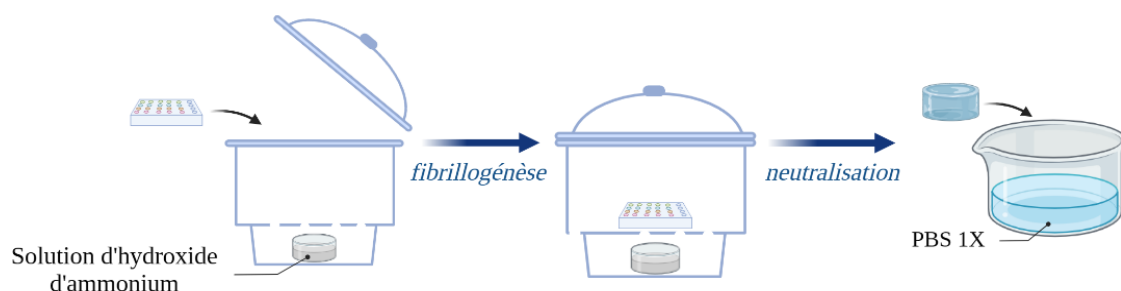 fibrillogénèse
neutralisation
Solution d'hydroxide
d'ammonium
PBS 1X